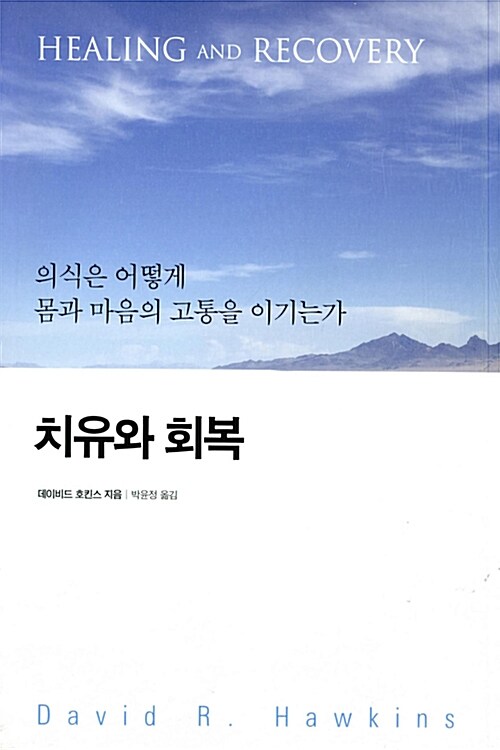 HEALING AND RECOVERY
의식은 어떻게
몸과 마음의 고통을 이기는가
치유와 회복
데이비드 호킨스 지음 | 박윤정 옮김
David R. Hawkins